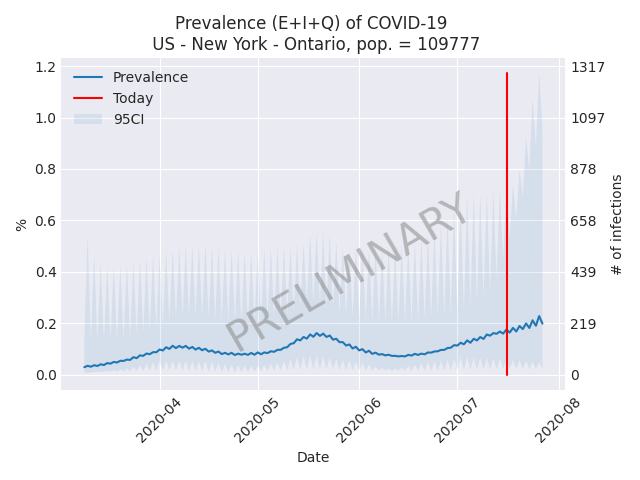 Prevalence (E+I+Q) of COVID-19
US - New York - Ontario, pop. = 109777
Prevalence
Today
95CI
PRELIMINARY
%
1.2
1.0
0.8
0.6
0.4
0.2
0.0
1317
1097
878
658
439
219
0
# of infections
2020-04
2020-05
2020-06
2020-07
2020-08
Date